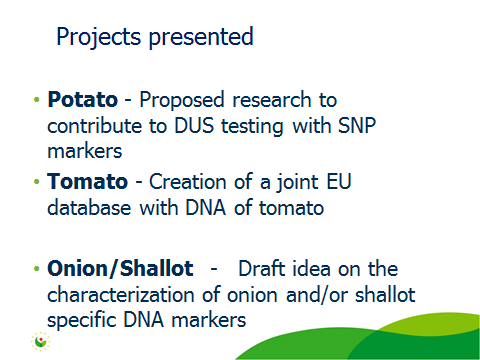 Projects presented
• Potato - Proposed research to
contribute to DUS testing with SNP
markers
• Tomato - Creation of a joint EU
database with DNA of tomato
• Onion/Shallot - Draft idea on the
characterization of onion and/or shallot
specific DNA markers